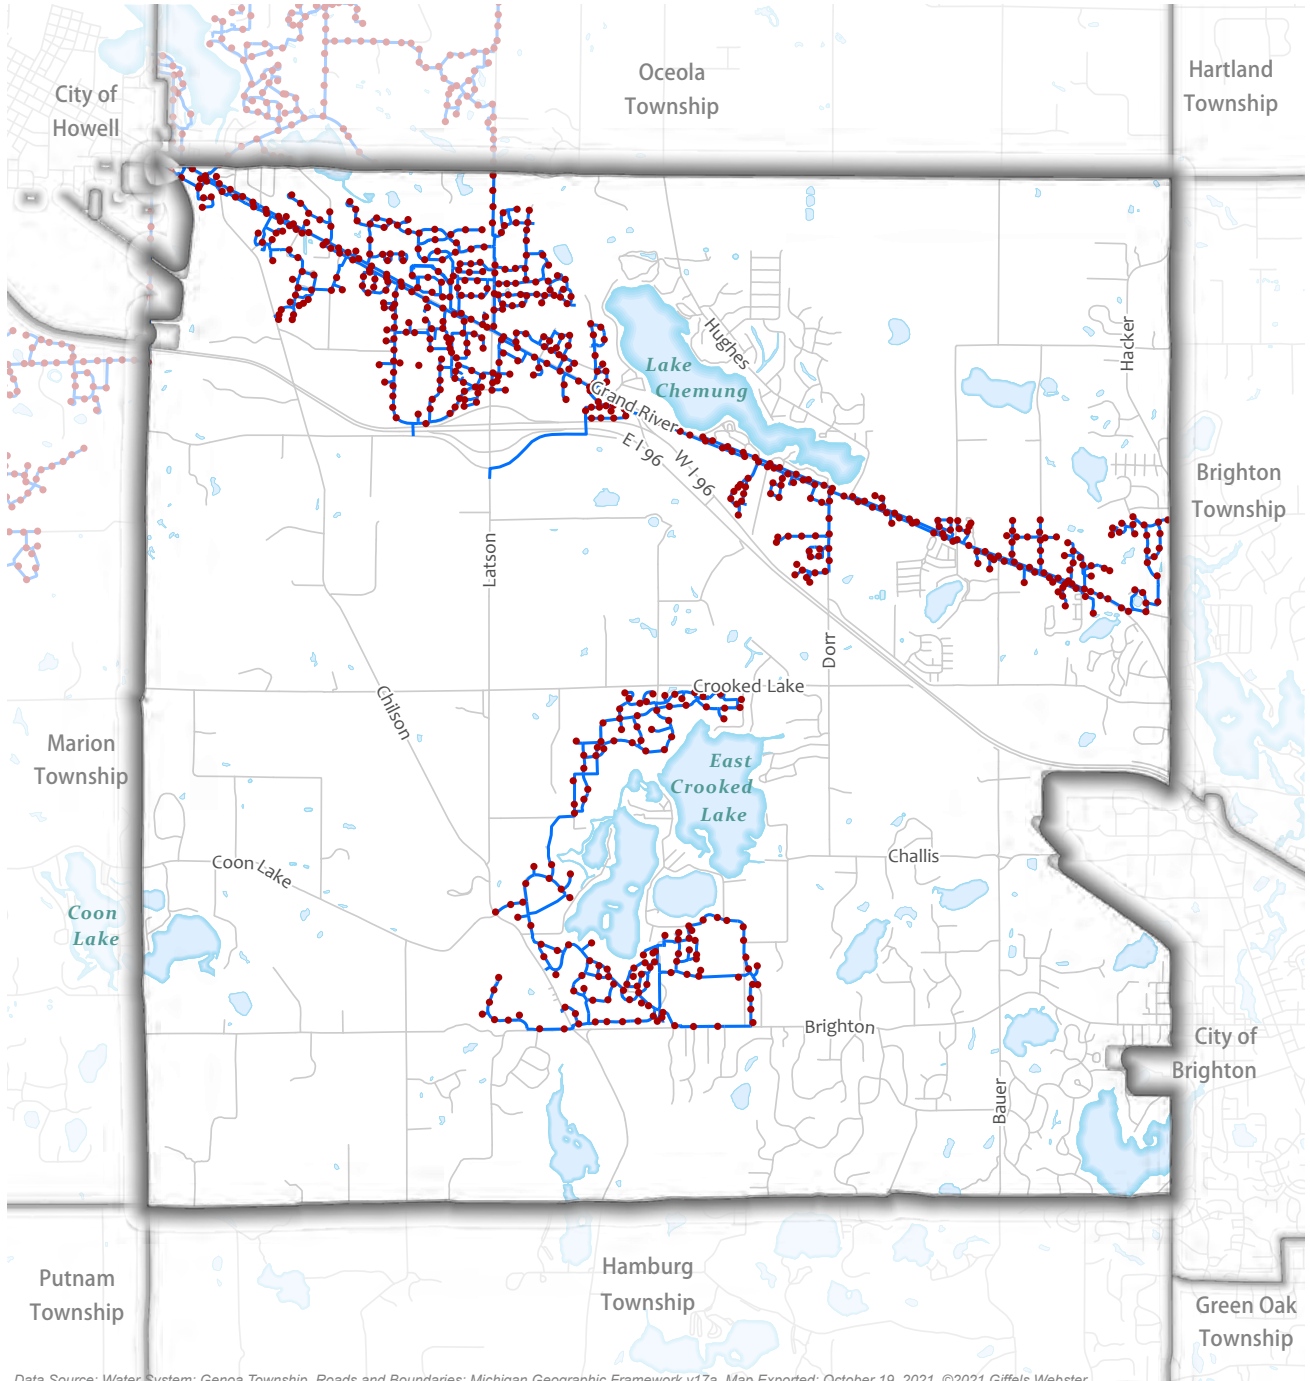 Oceola
Township
Hartland
Township
City of
Howell
Hughes
Hacker
Lake
Chemung
Grand River
E I 96
W I 96
Brighton
Township
Latson
Dorr
Crooked Lake
Chilson
Marion
Township
East
Crooked
Lake
Coon Lake
Challis
Coon
Lake
Brighton
City of
Brighton
Bauer
Putnam
Township
Hamburg
Township
Green Oak
Township
Data Source: Water System: Genoa Township, Roads and Boundaries: Michigan Geographic Framework v17a. Map Exported: October 19, 2021. ©2021 Giffels Webster